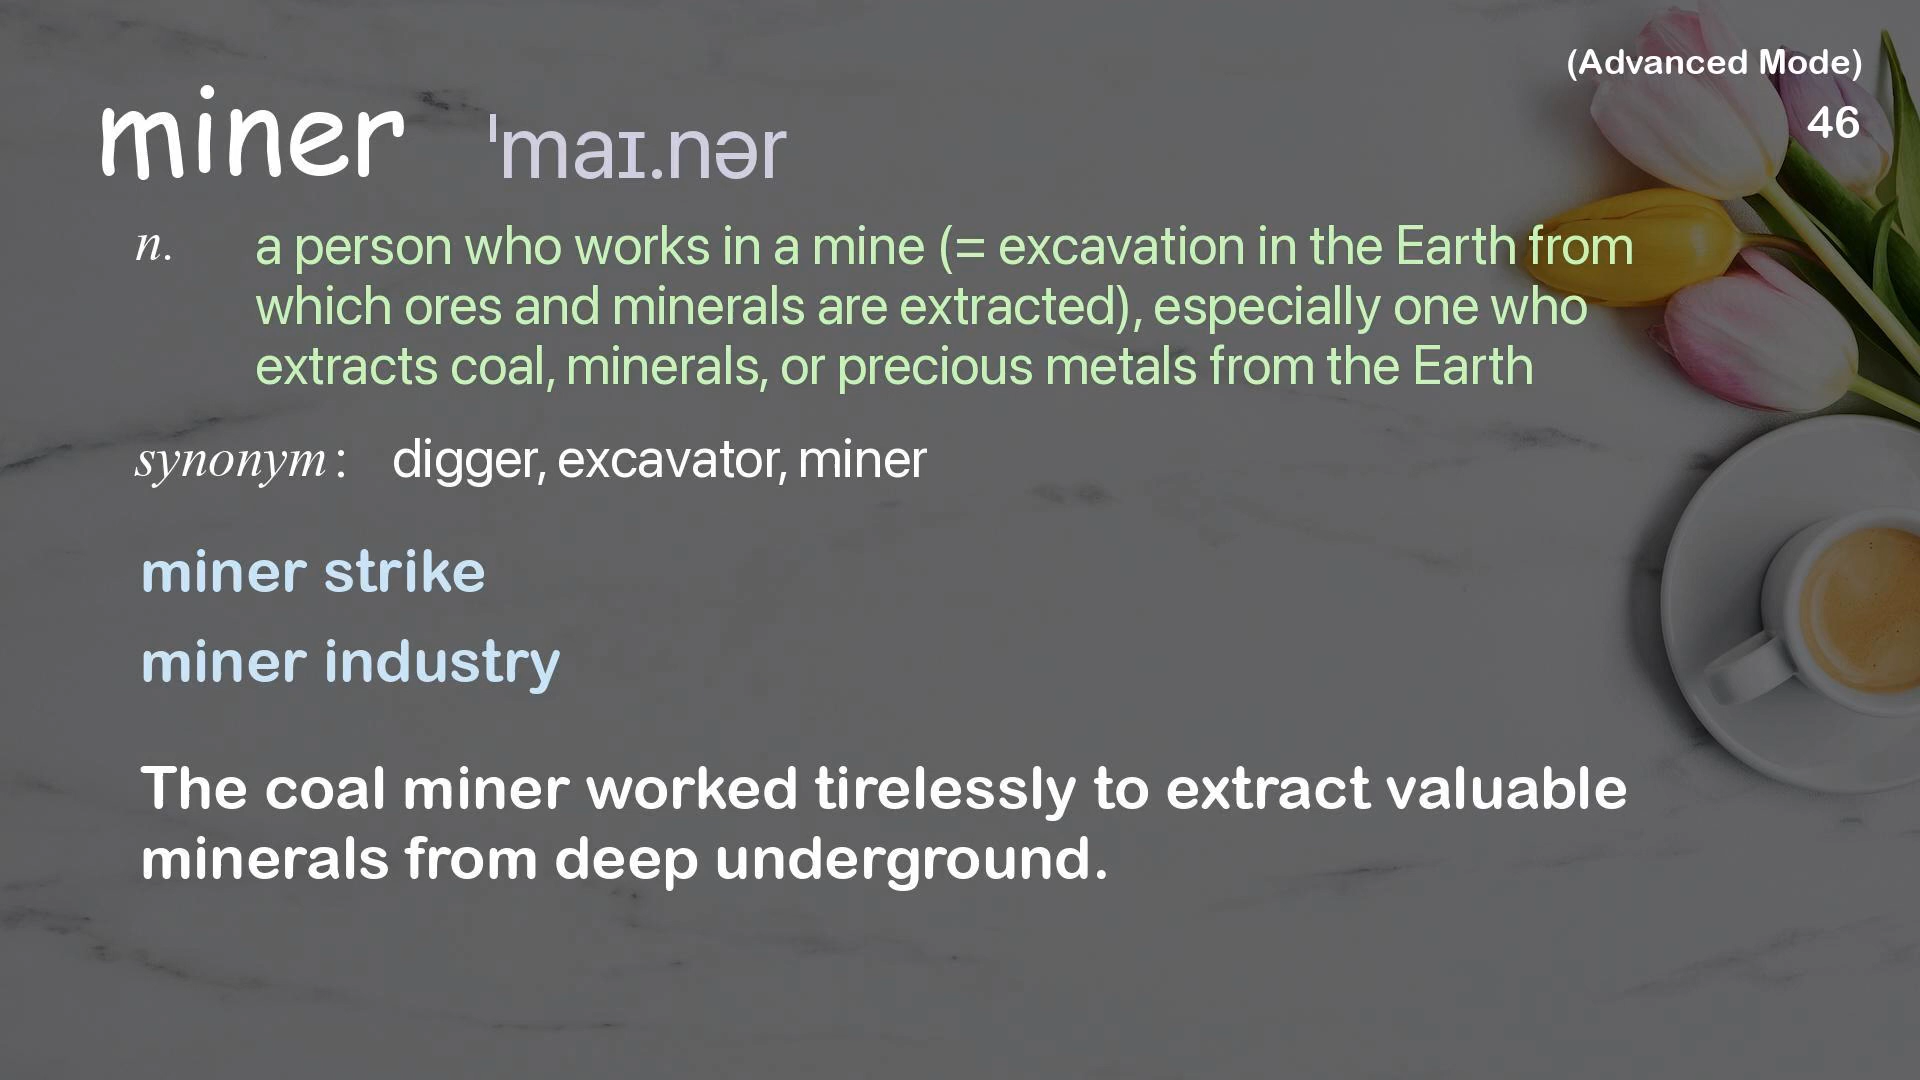 (Advanced Mode)
46
miner ˈmaɪ.nər
n. a person who works in a mine (= excavation in the Earth from
which ores and minerals are extracted), especially one who
extracts coal, minerals, or precious metals from the Earth
synonym: digger, excavator, miner
miner strike
miner industry
The coal miner worked tirelessly to extract valuable
minerals from deep underground.